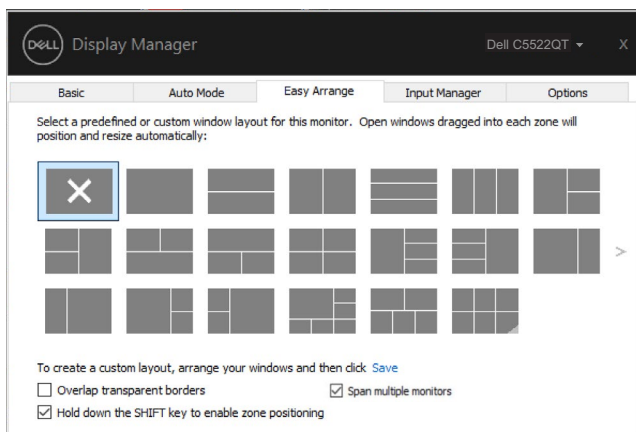 DELL Display Manager Dell C5522QT X
Basic Auto Mode Easy Arrange Input Manager Options
Select a predefined or custom window layout for this monitor. Open windows dragged into each zone will
position and resize automatically:
>
To create a custom layout, arrange your windows and then click Save
Overlap transparent borders Span multiple monitors
Hold down the SHIFT key to enable zone positioning